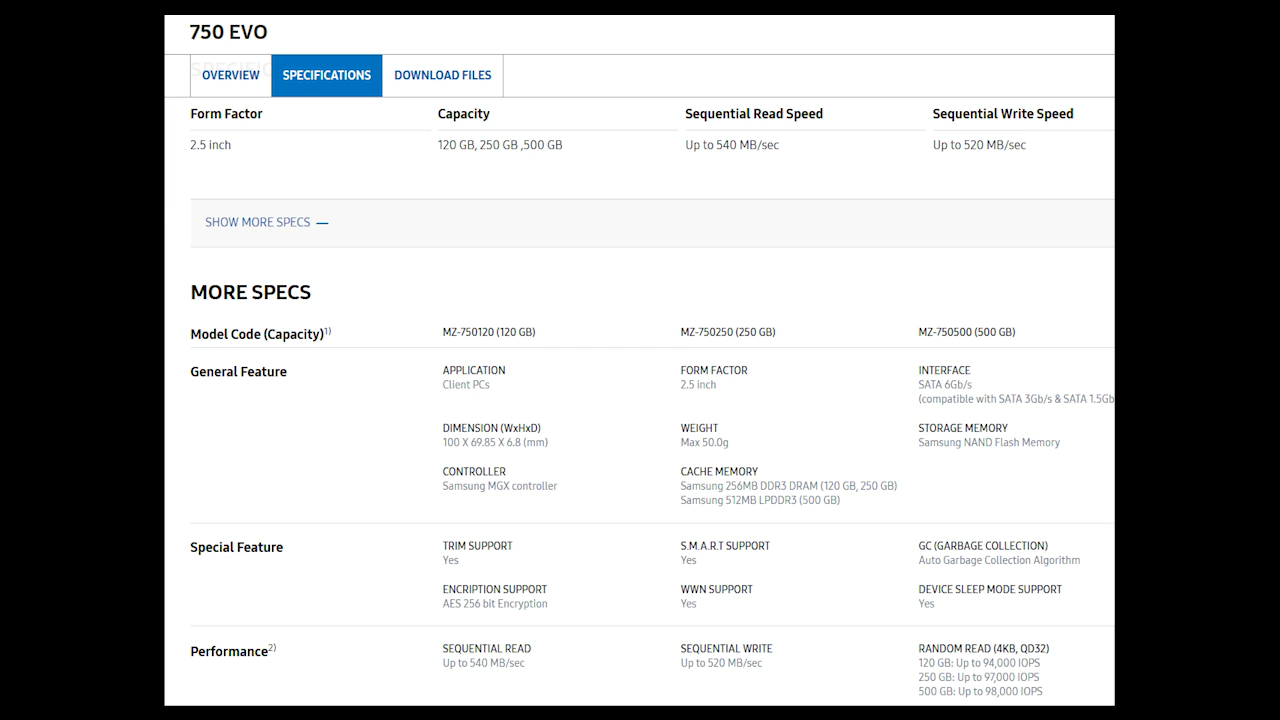 750 EVO
SPECIFIC
OVERVIEW SPECIFICATIONS DOWNLOAD FILES
Form Factor Capacity Sequential Read Speed Sequential Write Speed
2.5 inch 120 GB, 250 GB ,500 GB Up to 540 MB/sec Up to 520 MB/sec
SHOW MORE SPECS —
MORE SPECS
Model Code (Capacity)1) MZ-750120 (120 GB) MZ-750250 (250 GB) MZ-750500 (500 GB)
General Feature APPLICATION FORM FACTOR INTERFACE
Client PCs 2.5 inch SATA 6Gb/s
(compatible with SATA 3Gb/s & SATA 1.5Gb
DIMENSION (WxHxD) WEIGHT STORAGE MEMORY
100 X 69.85 X 6.8 (mm) Max 50.0g Samsung NAND Flash Memory
CONTROLLER CACHE MEMORY
Samsung MGX controller Samsung 256MB DDR3 DRAM (120 GB, 250 GB)
Samsung 512MB LPDDR3 (500 GB)
Special Feature TRIM SUPPORT S.M.A.R.T SUPPORT GC (GARBAGE COLLECTION)
Yes Yes Auto Garbage Collection Algorithm
ENCRIPTION SUPPORT WWN SUPPORT DEVICE SLEEP MODE SUPPORT
AES 256 bit Encryption Yes Yes
Performance2) SEQUENTIAL READ SEQUENTIAL WRITE RANDOM READ (4KB, QD32)
Up to 540 MB/sec Up to 520 MB/sec 120 GB: Up to 94,000 IOPS
250 GB: Up to 97,000 IOPS
500 GB: Up to 98,000 IOPS